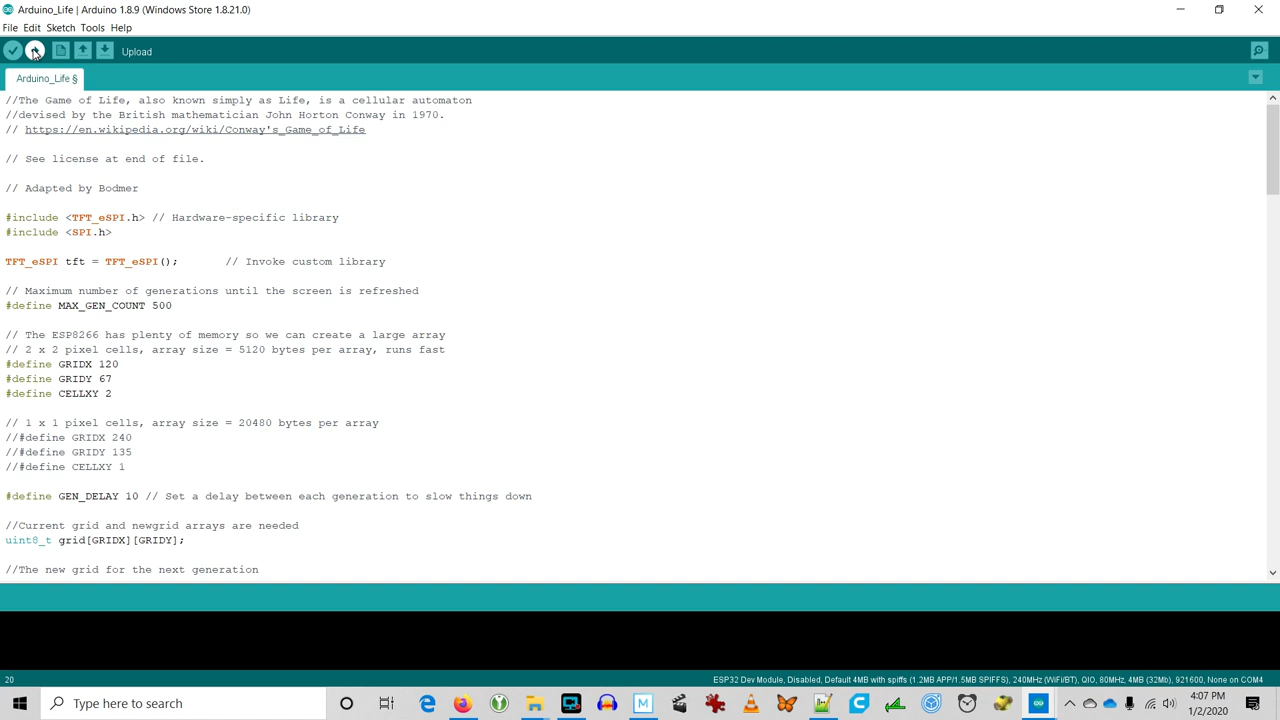 Arduino_Life | Arduino 1.8.9 (Windows Store 1.8.21.0)
File Edit Sketch Tools Help
Upload
Arduino_Life §
//The Game of Life, also known simply as Life, is a cellular automaton
//devised by the British mathematician John Horton Conway in 1970.
// https://en.wikipedia.org/wiki/Conway's_Game_of_Life
// See license at end of file.
// Adapted by Bodmer
#include <TFT_eSPI.h> // Hardware-specific library
#include <SPI.h>
TFT_eSPI tft = TFT_eSPI();       // Invoke custom library
// Maximum number of generations until the screen is refreshed
#define MAX_GEN_COUNT 500
// The ESP8266 has plenty of memory so we can create a large array
// 2 x 2 pixel cells, array size = 5120 bytes per array, runs fast
#define GRIDX 120
#define GRIDY 67
#define CELLXY 2
// 1 x 1 pixel cells, array size = 20480 bytes per array
//#define GRIDX 240
//#define GRIDY 135
//#define CELLXY 1
#define GEN_DELAY 10 // Set a delay between each generation to slow things down
//Current grid and newgrid arrays are needed
uint8_t grid[GRIDX][GRIDY];
//The new grid for the next generation
20 ESP32 Dev Module, Disabled, Default 4MB with spiffs (1.2MB APP/1.5MB SPIFFS), 240MHz (WiFi/BT), QIO, 80MHz, 4MB (32Mb), 921600, None on COM4
Type here to search
4:07 PM
1/2/2020